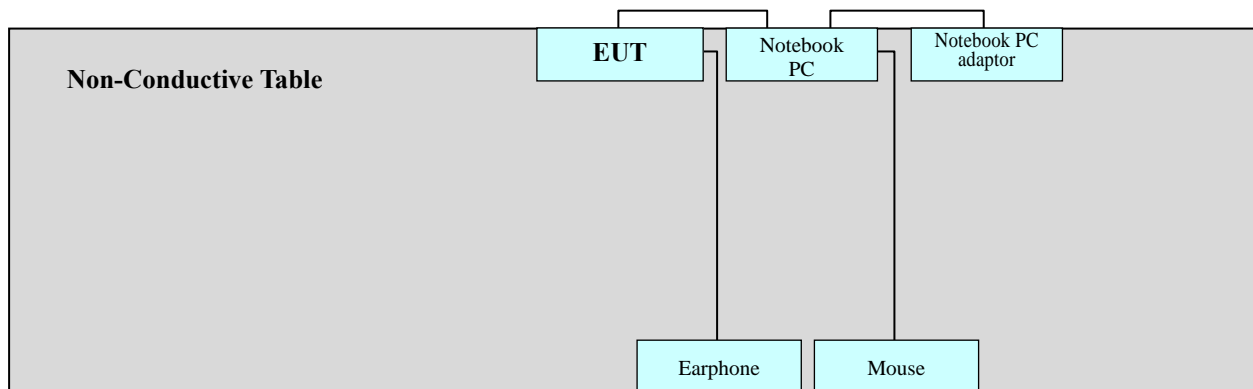 EUT
Notebook
PC
Notebook PC
adaptor
Non-Conductive Table
Earphone
Mouse